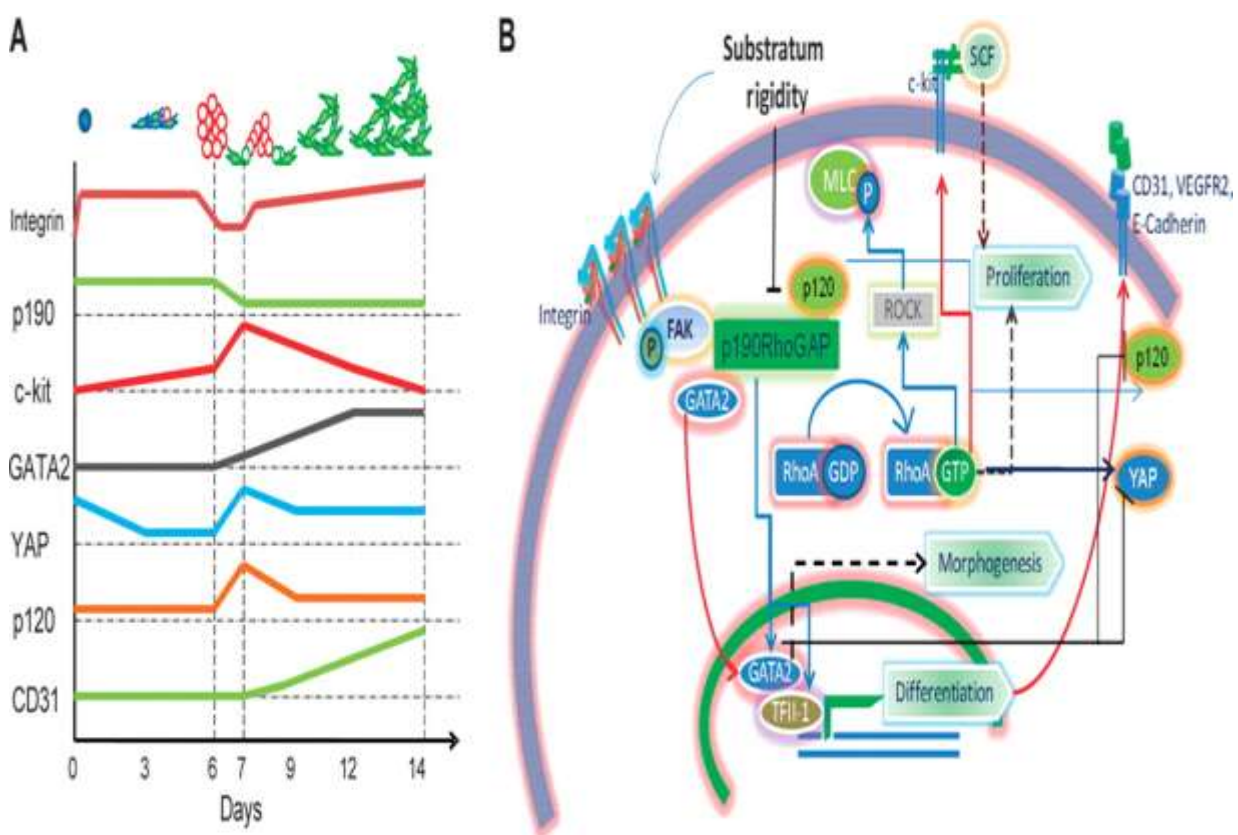 A
Integrin
p190
c-kit
GATA2
YAP
p120
CD31
0 3 6 7 9 12 14
Days
B
Substratum
rigidity
c-kit
SCF
MLC
P
CD31, VEGFR2,
E-Cadherin
Integrin
P
FAK
p120
p190RhoGAP
ROCK
Proliferation
p120
GATA2
RhoA
GDP
RhoA
GTP
YAP
Morphogenesis
GATA2
TFII-1
Differentiation